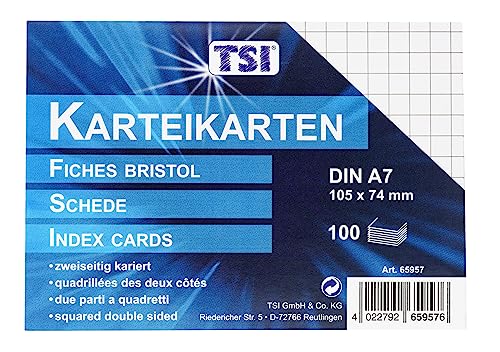 TSI®
KARTEIKARTEN
FICHES BRISTOL
SCHEDE
INDEX CARDS
• zweiseitig kariert
• quadrillées des deux côtés
• due parti a quadretti
• squared double sided
DIN A7
105 x 74 mm
100
Art. 65957
TSI GmbH & Co. KG
Riedericher Str. 5 • D-72766 Reutlingen
4 022792 659576